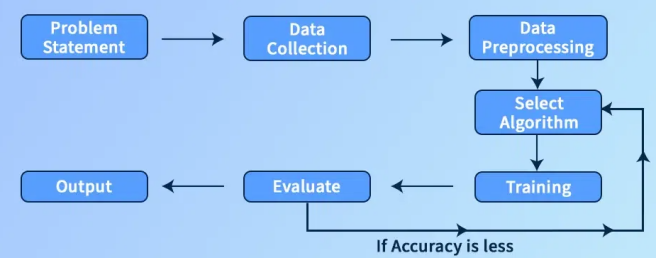 Problem
Statement
Data
Collection
Data
Preprocessing
Select
Algorithm
Output
Evaluate
Training
If Accuracy is less